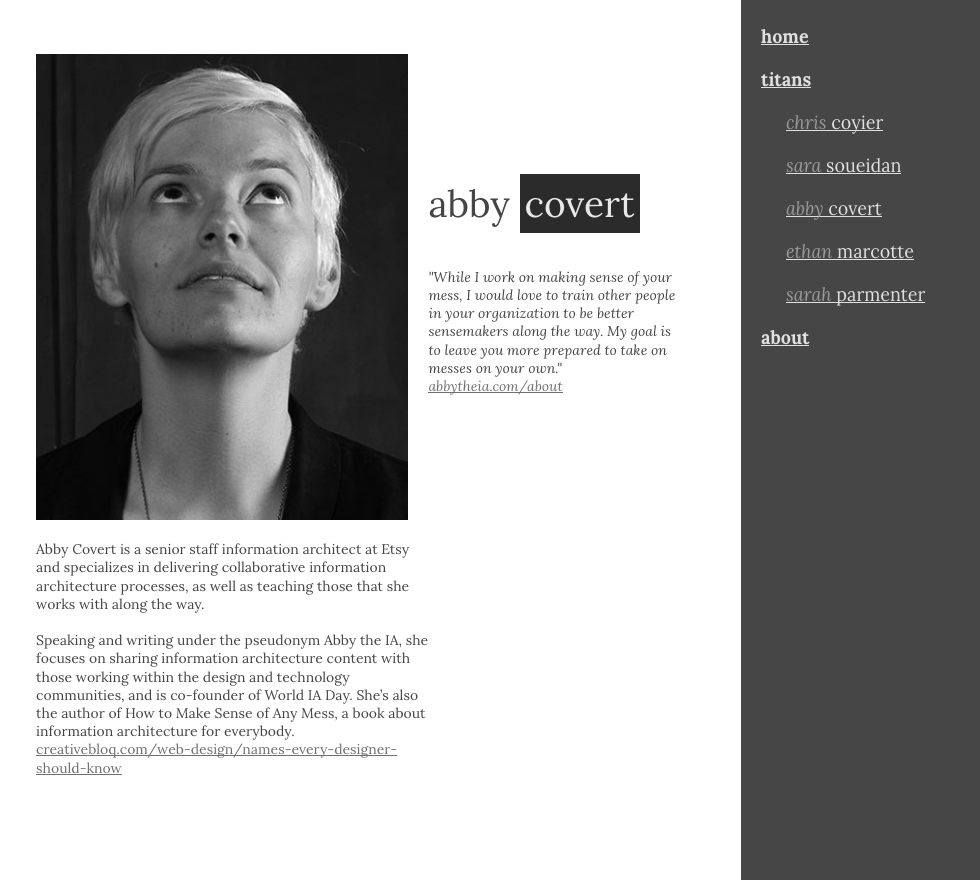 abby covert
"While I work on making sense of your
mess, I would love to train other people
in your organization to be better
sensemakers along the way. My goal is
to leave you more prepared to take on
messes on your own."
abbytheia.com/about
Abby Covert is a senior staff information architect at Etsy
and specializes in delivering collaborative information
architecture processes, as well as teaching those that she
works with along the way.
Speaking and writing under the pseudonym Abby the IA, she
focuses on sharing information architecture content with
those working within the design and technology
communities, and is co-founder of World IA Day. She’s also
the author of How to Make Sense of Any Mess, a book about
information architecture for everybody.
creativebloq.com/web-design/names-every-designer-
should-know
home
titans
chris coyier
sara soueidan
abby covert
ethan marcotte
sarah parmenter
about